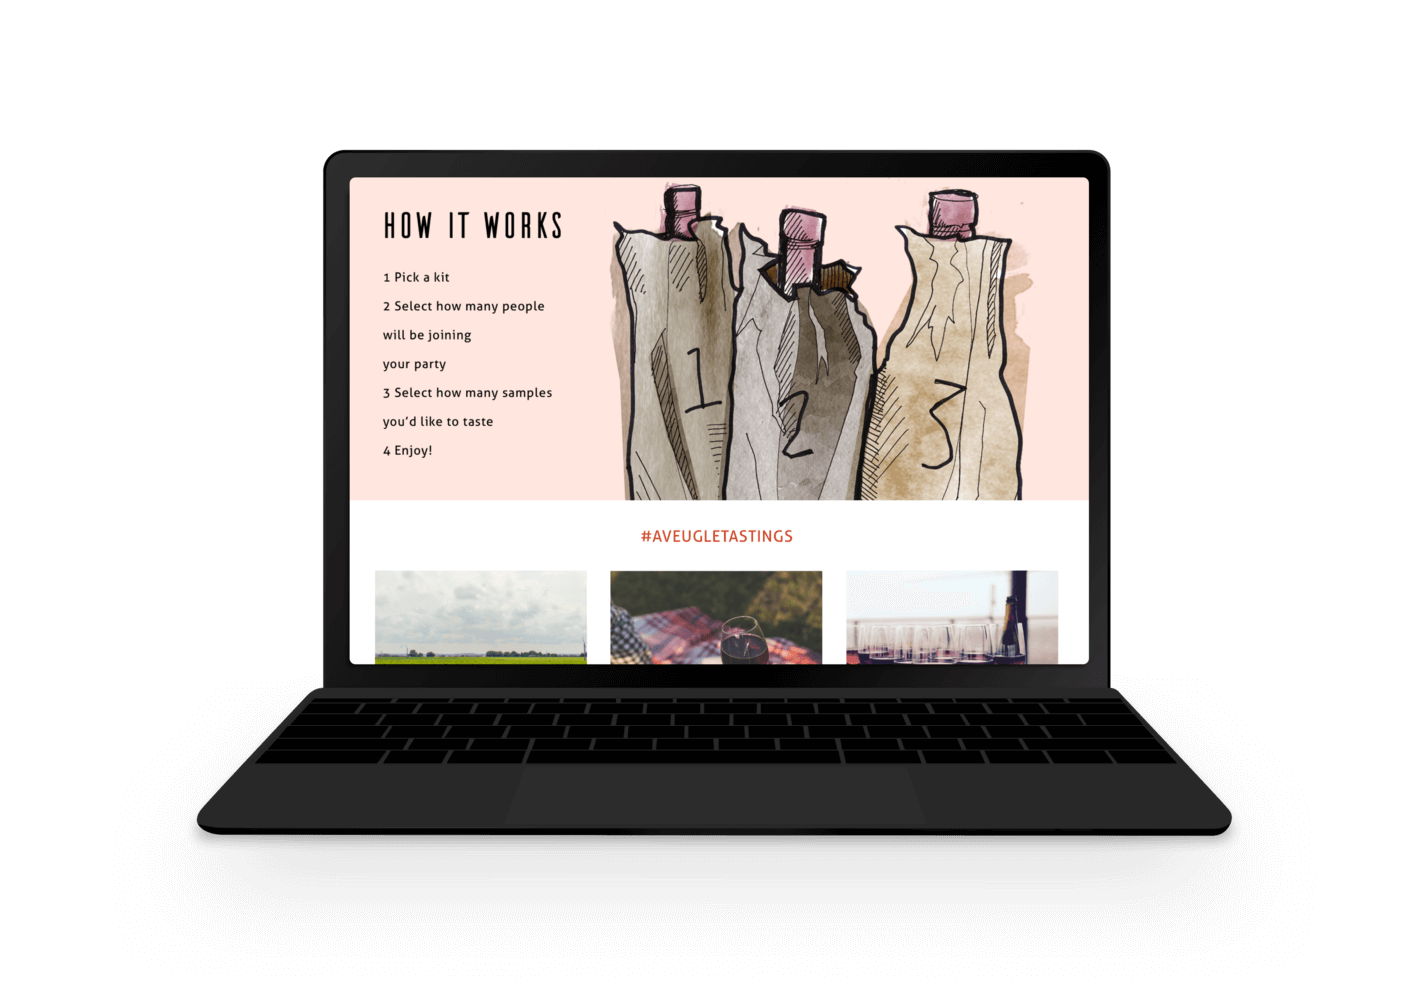 HOW IT WORKS
1 Pick a kit
2 Select how many people
will be joining
your party
3 Select how many samples
you’d like to taste
4 Enjoy!
1
2
3
#AVEUGLETASTINGS